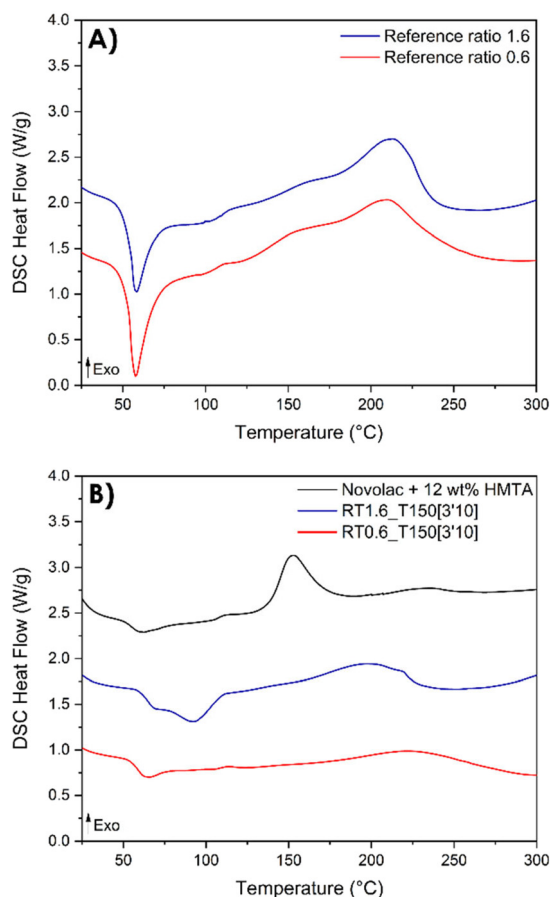 A)
Reference ratio 1.6
Reference ratio 0.6
4.0
3.5
3.0
2.5
2.0
1.5
1.0
0.5
0.0
DSC Heat Flow (W/g)
Exo
50 100 150 200 250 300
Temperature (°C)
B)
Novolac + 12 wt% HMTA
RT1.6_T150[3'10]
RT0.6_T150[3'10]
4.0
3.5
3.0
2.5
2.0
1.5
1.0
0.5
0.0
DSC Heat Flow (W/g)
Exo
50 100 150 200 250 300
Temperature (°C)